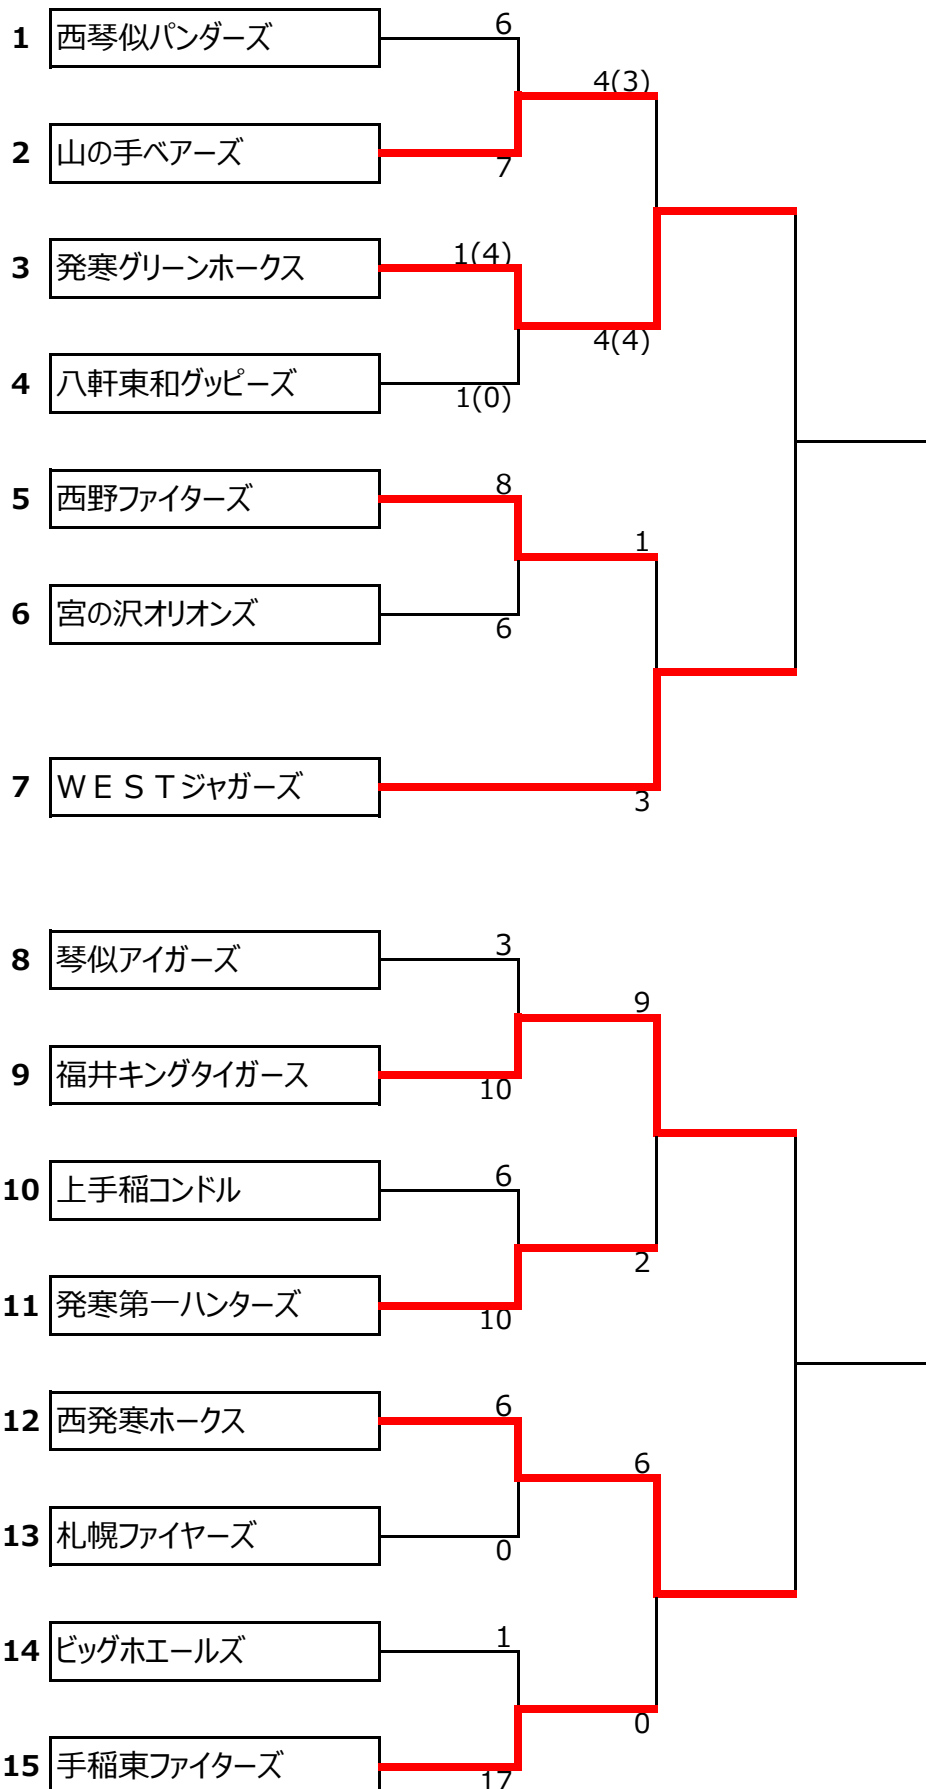 6
1 西琴似パンダーズ
4(3)
2 山の手ベアーズ
7
1(4)
3 発寒グリーンホークス
4(4)
4 八軒東和グッピーズ
1(0)
8
5 西野ファイターズ
1
6 宮の沢オリオンズ
6
7 ＷＥＳＴジャガーズ
3
3
8 琴似アイガーズ
9
9 福井キングタイガース
10
6
10 上手稲コンドル
2
11 発寒第一ハンターズ
10
6
12 西発寒ホークス
6
13 札幌ファイヤーズ
0
1
14 ビッグホエールズ
0
15 手稲東ファイターズ
17